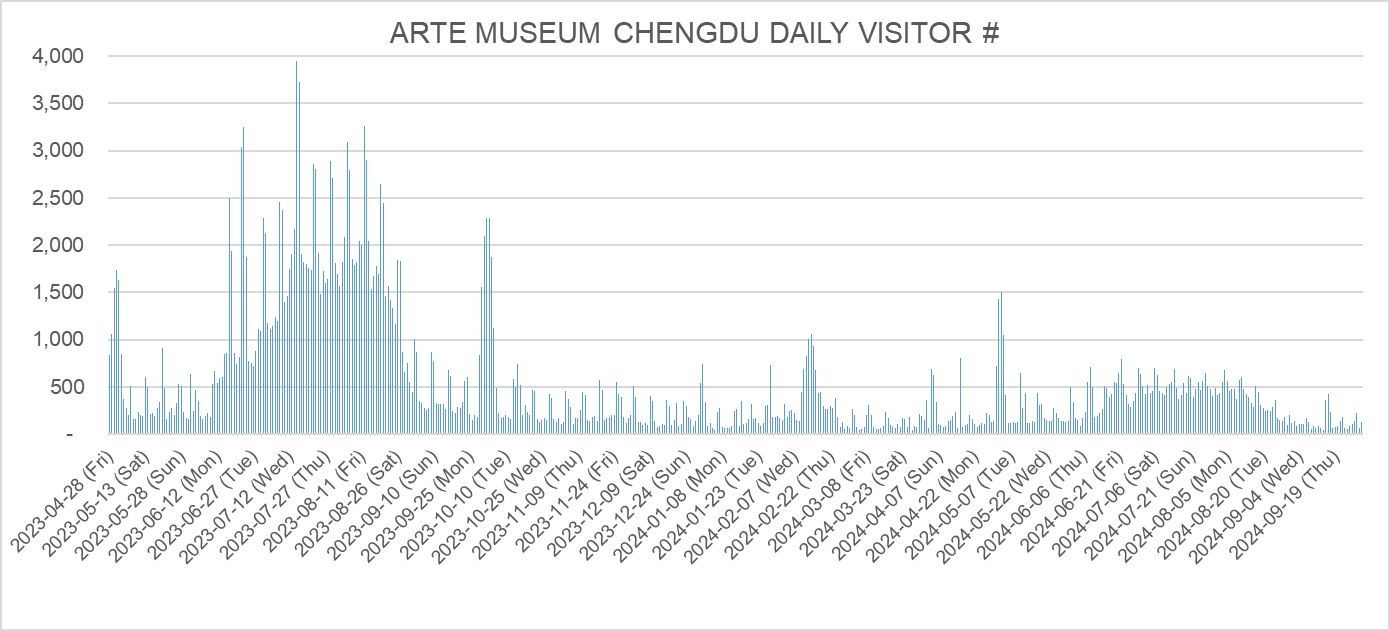 ARTE MUSEUM CHENGDU DAILY VISITOR #
4,000
3,500
3,000
2,500
2,000
1,500
1,000
500
-
2023-04-28 (Fri)
2023-05-13 (Sat)
2023-05-28 (Sun)
2023-06-12 (Mon)
2023-06-27 (Tue)
2023-07-12 (Wed)
2023-07-27 (Thu)
2023-08-11 (Fri)
2023-08-26 (Sat)
2023-09-10 (Sun)
2023-09-25 (Mon)
2023-10-10 (Tue)
2023-10-25 (Wed)
2023-11-09 (Thu)
2023-11-24 (Fri)
2023-12-09 (Sat)
2023-12-24 (Sun)
2024-01-08 (Mon)
2024-01-23 (Tue)
2024-02-07 (Wed)
2024-02-22 (Thu)
2024-03-08 (Fri)
2024-03-23 (Sat)
2024-04-07 (Sun)
2024-04-22 (Mon)
2024-05-07 (Tue)
2024-05-22 (Wed)
2024-06-06 (Thu)
2024-06-21 (Fri)
2024-07-06 (Sat)
2024-07-21 (Sun)
2024-08-05 (Mon)
2024-08-20 (Tue)
2024-09-04 (Wed)
2024-09-19 (Thu)